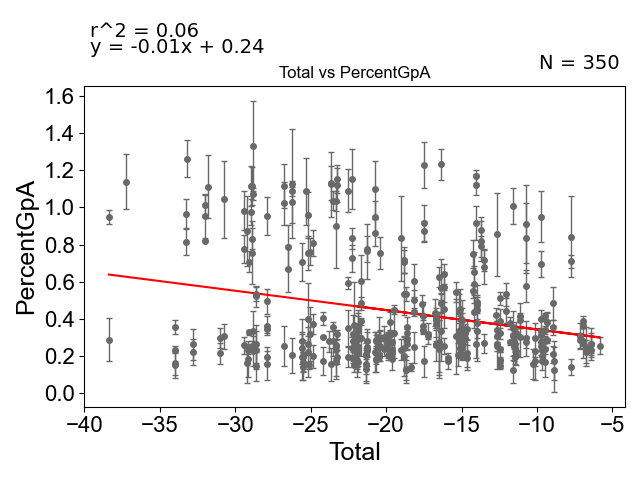 r^2 = 0.06
y = -0.01x + 0.24
N = 350
Total vs PercentGpA
1.6
1.4
1.2
1.0
0.8
0.6
0.4
0.2
0.0
PercentGpA
−40 −35 −30 −25 −20 −15 −10 −5
Total